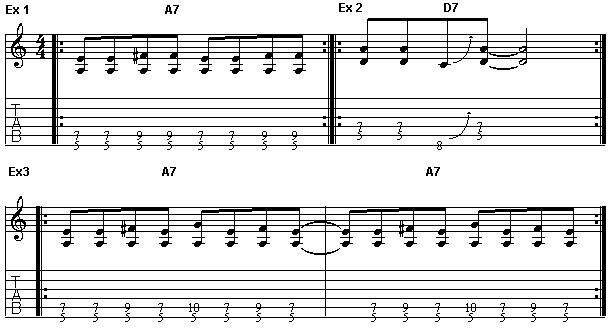 Ex 1 A7 Ex 2 D7
4
4
T
A
B
7 7 9 9 7 7 9 9 7 7 7
5 5 5 5 5 5 5 5 5 5 5
8
Ex3 A7 A7
7 7 9 7 10 7 9 7 7 9 7 10 7 9 7
5 5 5 5 5 5 5 5 5 5 5 5 5 5 5